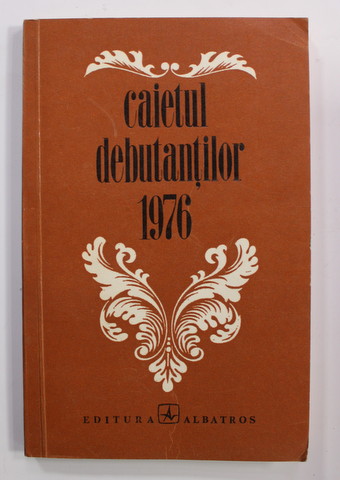 caietul
debutanților
1976
EDITURA ALBATROS